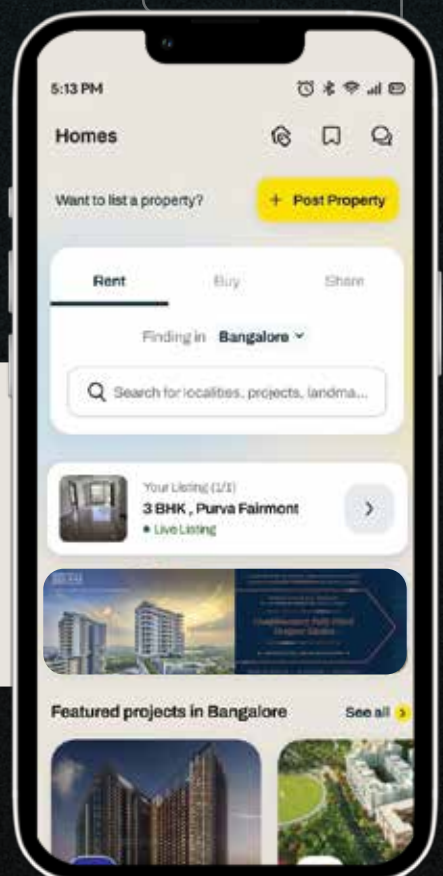 5:13 PM
Homes
Want to list a property?
+ Post Property
Rent
Buy
Share
Finding in Bangalore
Search for localities, projects, landma...
Your Listing (1/1)
3 BHK , Purva Fairmont
• Live Listing
Featured projects in Bangalore
See all